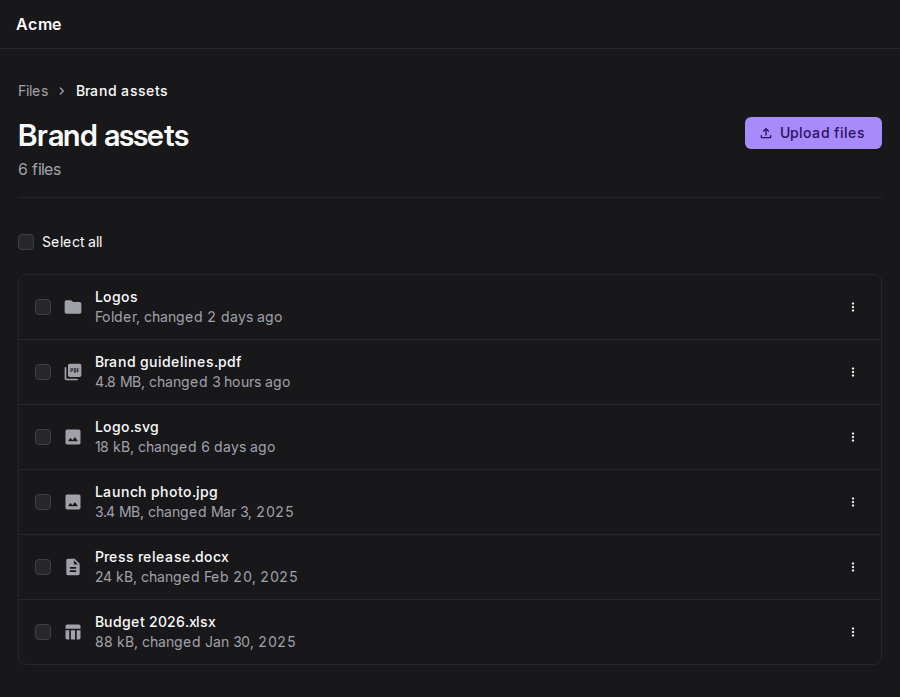 Acme
Files > Brand assets
Brand assets
Upload files
6 files
Select all
Logos
Folder, changed 2 days ago
Brand guidelines.pdf
4.8 MB, changed 3 hours ago
Logo.svg
18 kB, changed 6 days ago
Launch photo.jpg
3.4 MB, changed Mar 3, 2025
Press release.docx
24 kB, changed Feb 20, 2025
Budget 2026.xlsx
88 kB, changed Jan 30, 2025